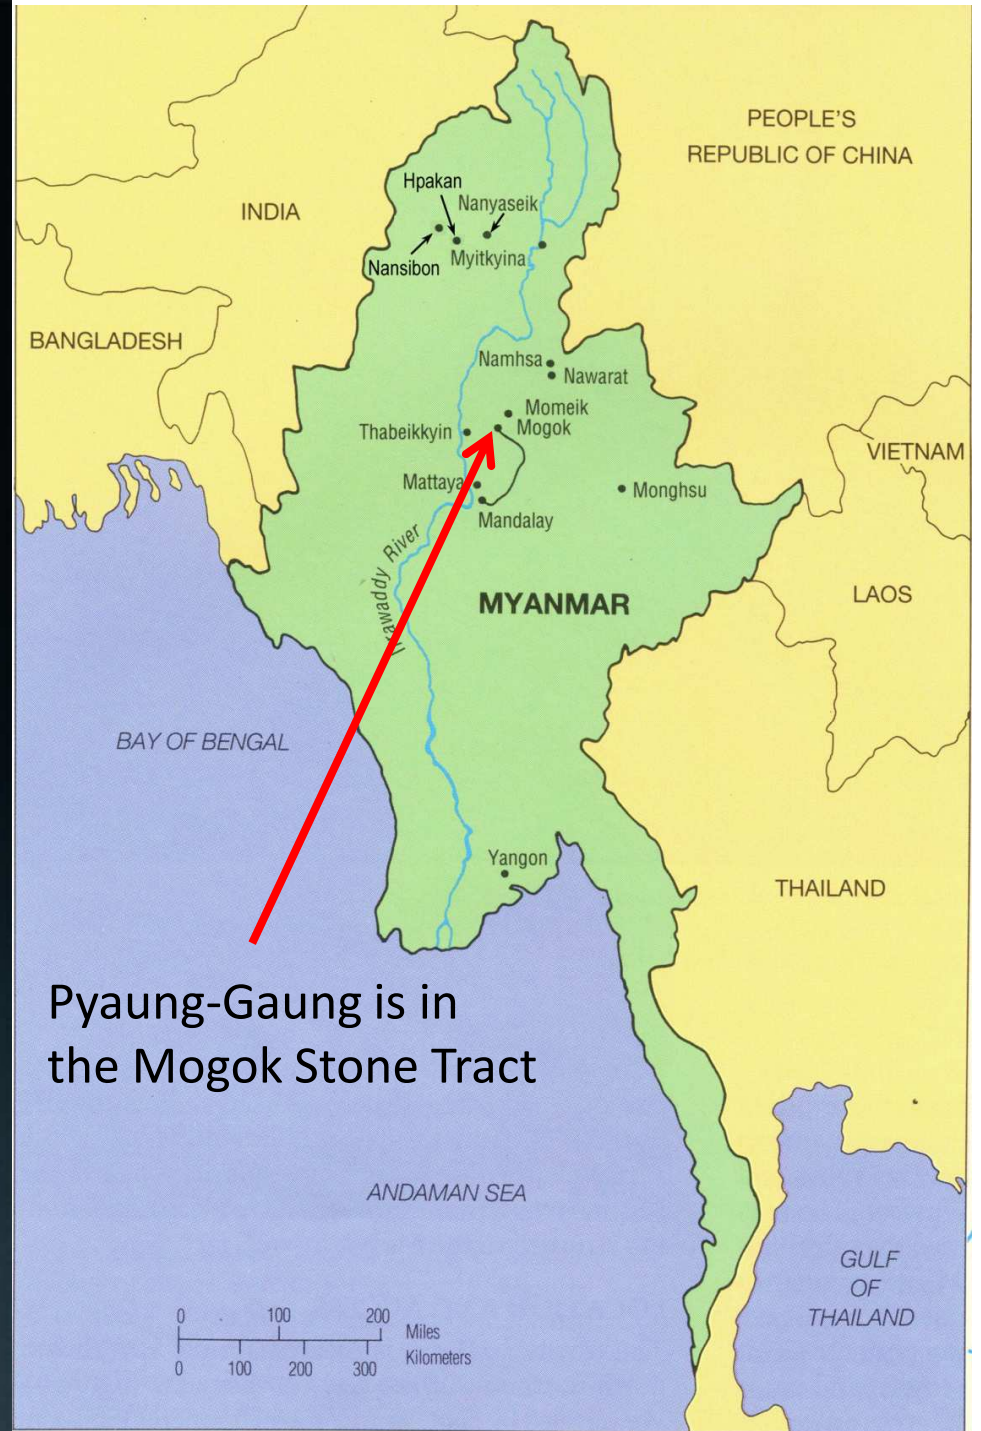 PEOPLE'S
REPUBLIC OF CHINA
INDIA
Hpakan
Nanyaseik
Nansibon
Myitkyina
BANGLADESH
Namhsa
Nawarat
Momeik
Mogok
Thabeikkyin
VIETNAM
Mattaya
Monghsu
Mandalay
Irrawaddy River
MYANMAR
LAOS
BAY OF BENGAL
Yangon
THAILAND
Pyaung-Gaung is in
the Mogok Stone Tract
ANDAMAN SEA
GULF
OF
THAILAND
0 100 200
Miles
Kilometers
0 100 200 300